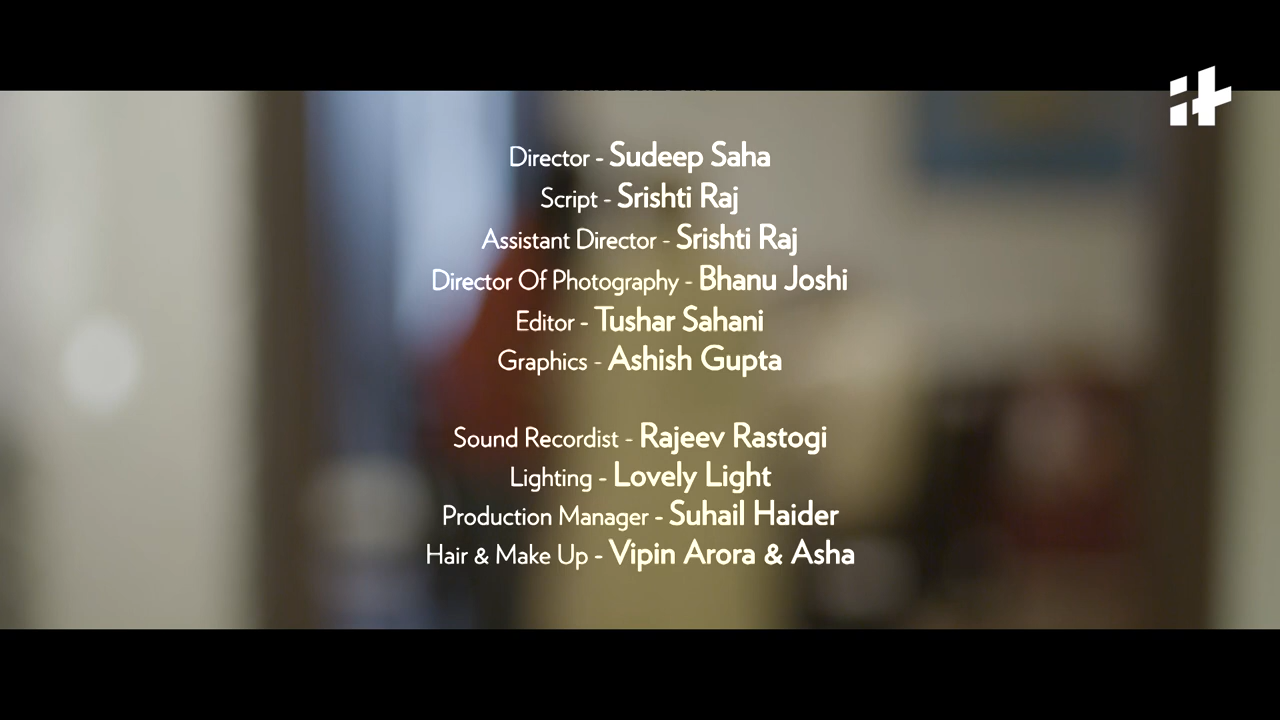 Director - Sudeep Saha
Script - Srishti Raj
Assistant Director - Srishti Raj
Director Of Photography - Bhanu Joshi
Editor - Tushar Sahani
Graphics - Ashish Gupta
Sound Recordist - Rajeev Rastogi
Lighting - Lovely Light
Production Manager - Suhail Haider
Hair & Make Up - Vipin Arora & Asha